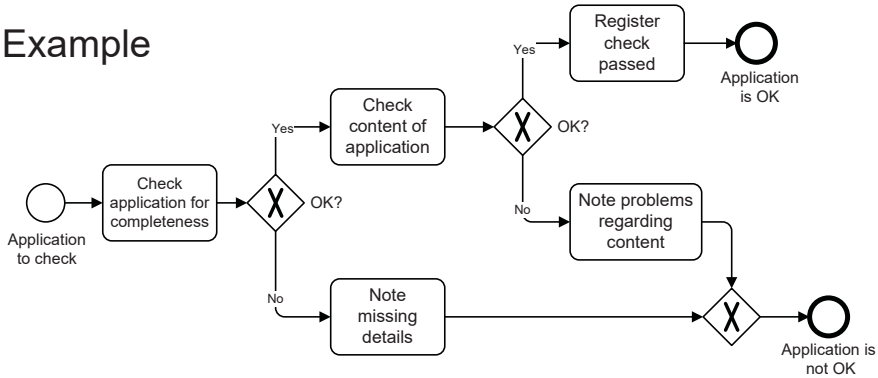 Example
Register
check
passed
Yes
Application
is OK
Check
content of
application
Yes
OK?
Check
application for
completeness
OK?
Application
to check
No
Note problems
regarding
content
No
Note
missing
details
Application is
not OK